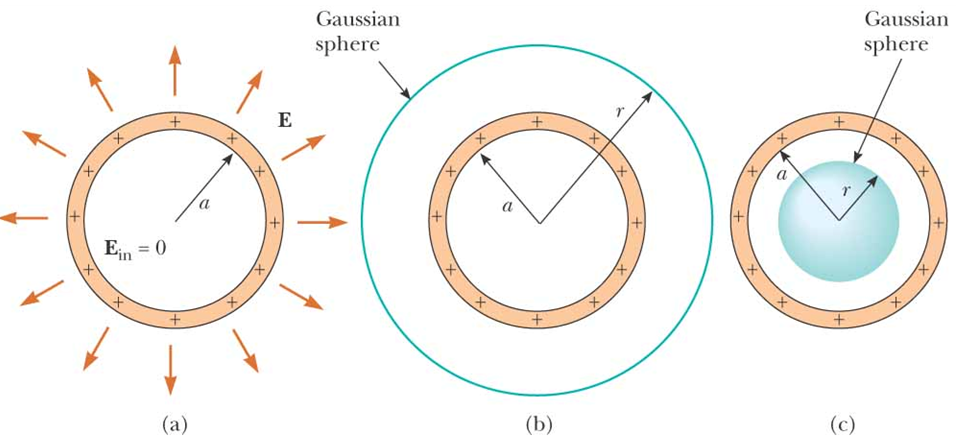 Gaussian
sphere
Gaussian
sphere
E
r
a
a
a
r
E_in = 0
+ + + + + + + + + + + +
+ + + + + + + + + + + +
+ + + + + + + + + + + +
(a)
(b)
(c)